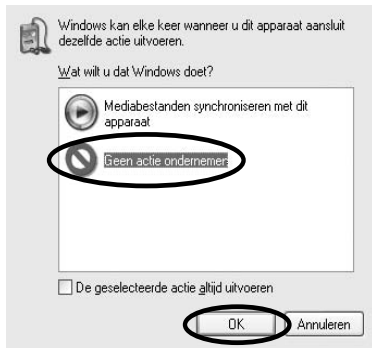 Windows kan elke keer wanneer u dit apparaat aansluit
dezelfde actie uitvoeren.
Wat wilt u dat Windows doet?
Mediabestanden synchroniseren met dit
apparaat
Geen actie ondernemen
De geselecteerde actie altijd uitvoeren
OK
Annuleren